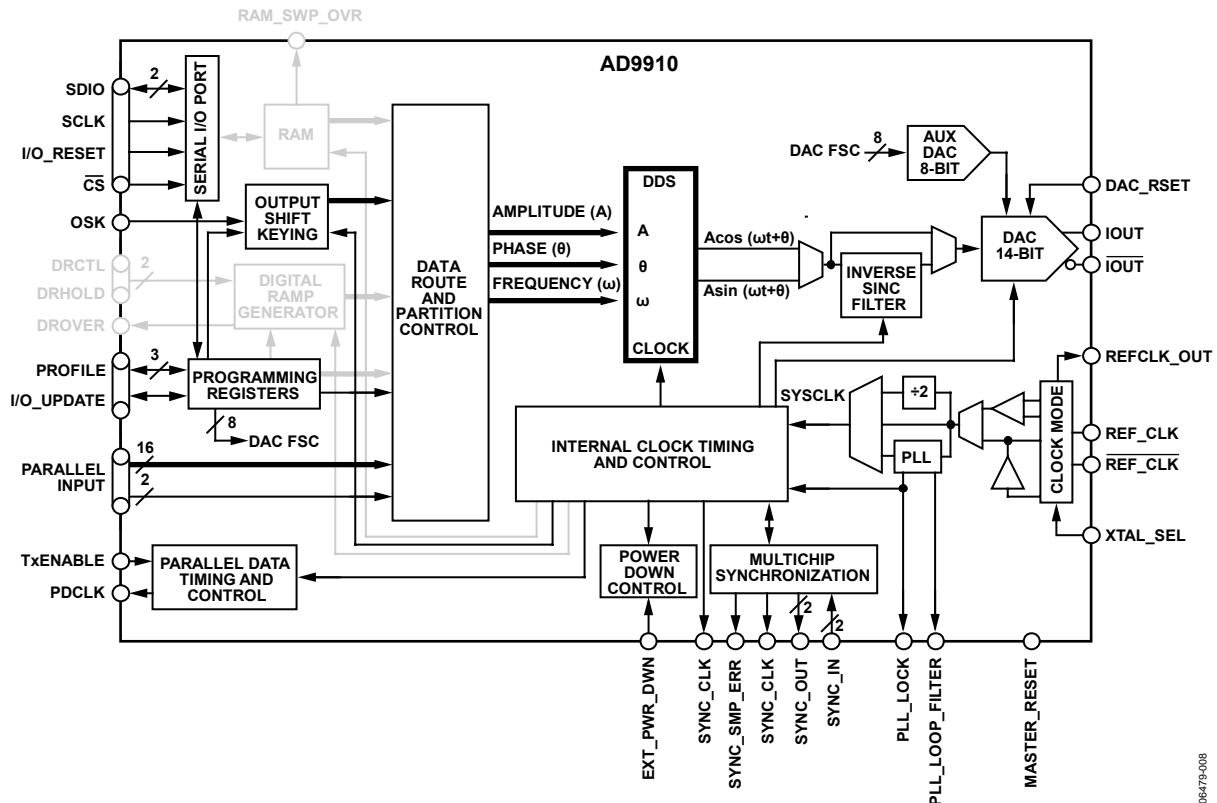 RAM_SWP_OVR
AD9910
SDIO
2
SCLK
I/O_RESET
CS
SERIAL I/O PORT
RAM
OSK
OUTPUT
SHIFT
KEYING
DRCTL
2
DRHOLD
DROVER
DIGITAL
RAMP
GENERATOR
PROFILE
3
I/O_UPDATE
PROGRAMMING
REGISTERS
8
DAC FSC
PARALLEL
INPUT
16
2
TxENABLE
PDCLK
PARALLEL DATA
TIMING AND
CONTROL
DATA
ROUTE
AND
PARTITION
CONTROL
AMPLITUDE (A)
PHASE (θ)
FREQUENCY (ω)
DDS
A
θ
ω
CLOCK
Acos (ωt+θ)
Asin (ωt+θ)
INVERSE
SINC
FILTER
DAC FSC
8
AUX
DAC
8-BIT
DAC
14-BIT
DAC_RSET
IOUT
IOUT
REFCLK_OUT
REF_CLK
REF_CLK
XTAL_SEL
CLOCK MODE
SYSCLK
÷2
PLL
INTERNAL CLOCK TIMING
AND CONTROL
POWER
DOWN
CONTROL
MULTICHIP
SYNCHRONIZATION
2
2
EXT_PWR_DWN
SYNC_CLK
SYNC_SMP_ERR
SYNC_CLK
SYNC_OUT
SYNC_IN
PLL_LOCK
PLL_LOOP_FILTER
MASTER_RESET
06479-008